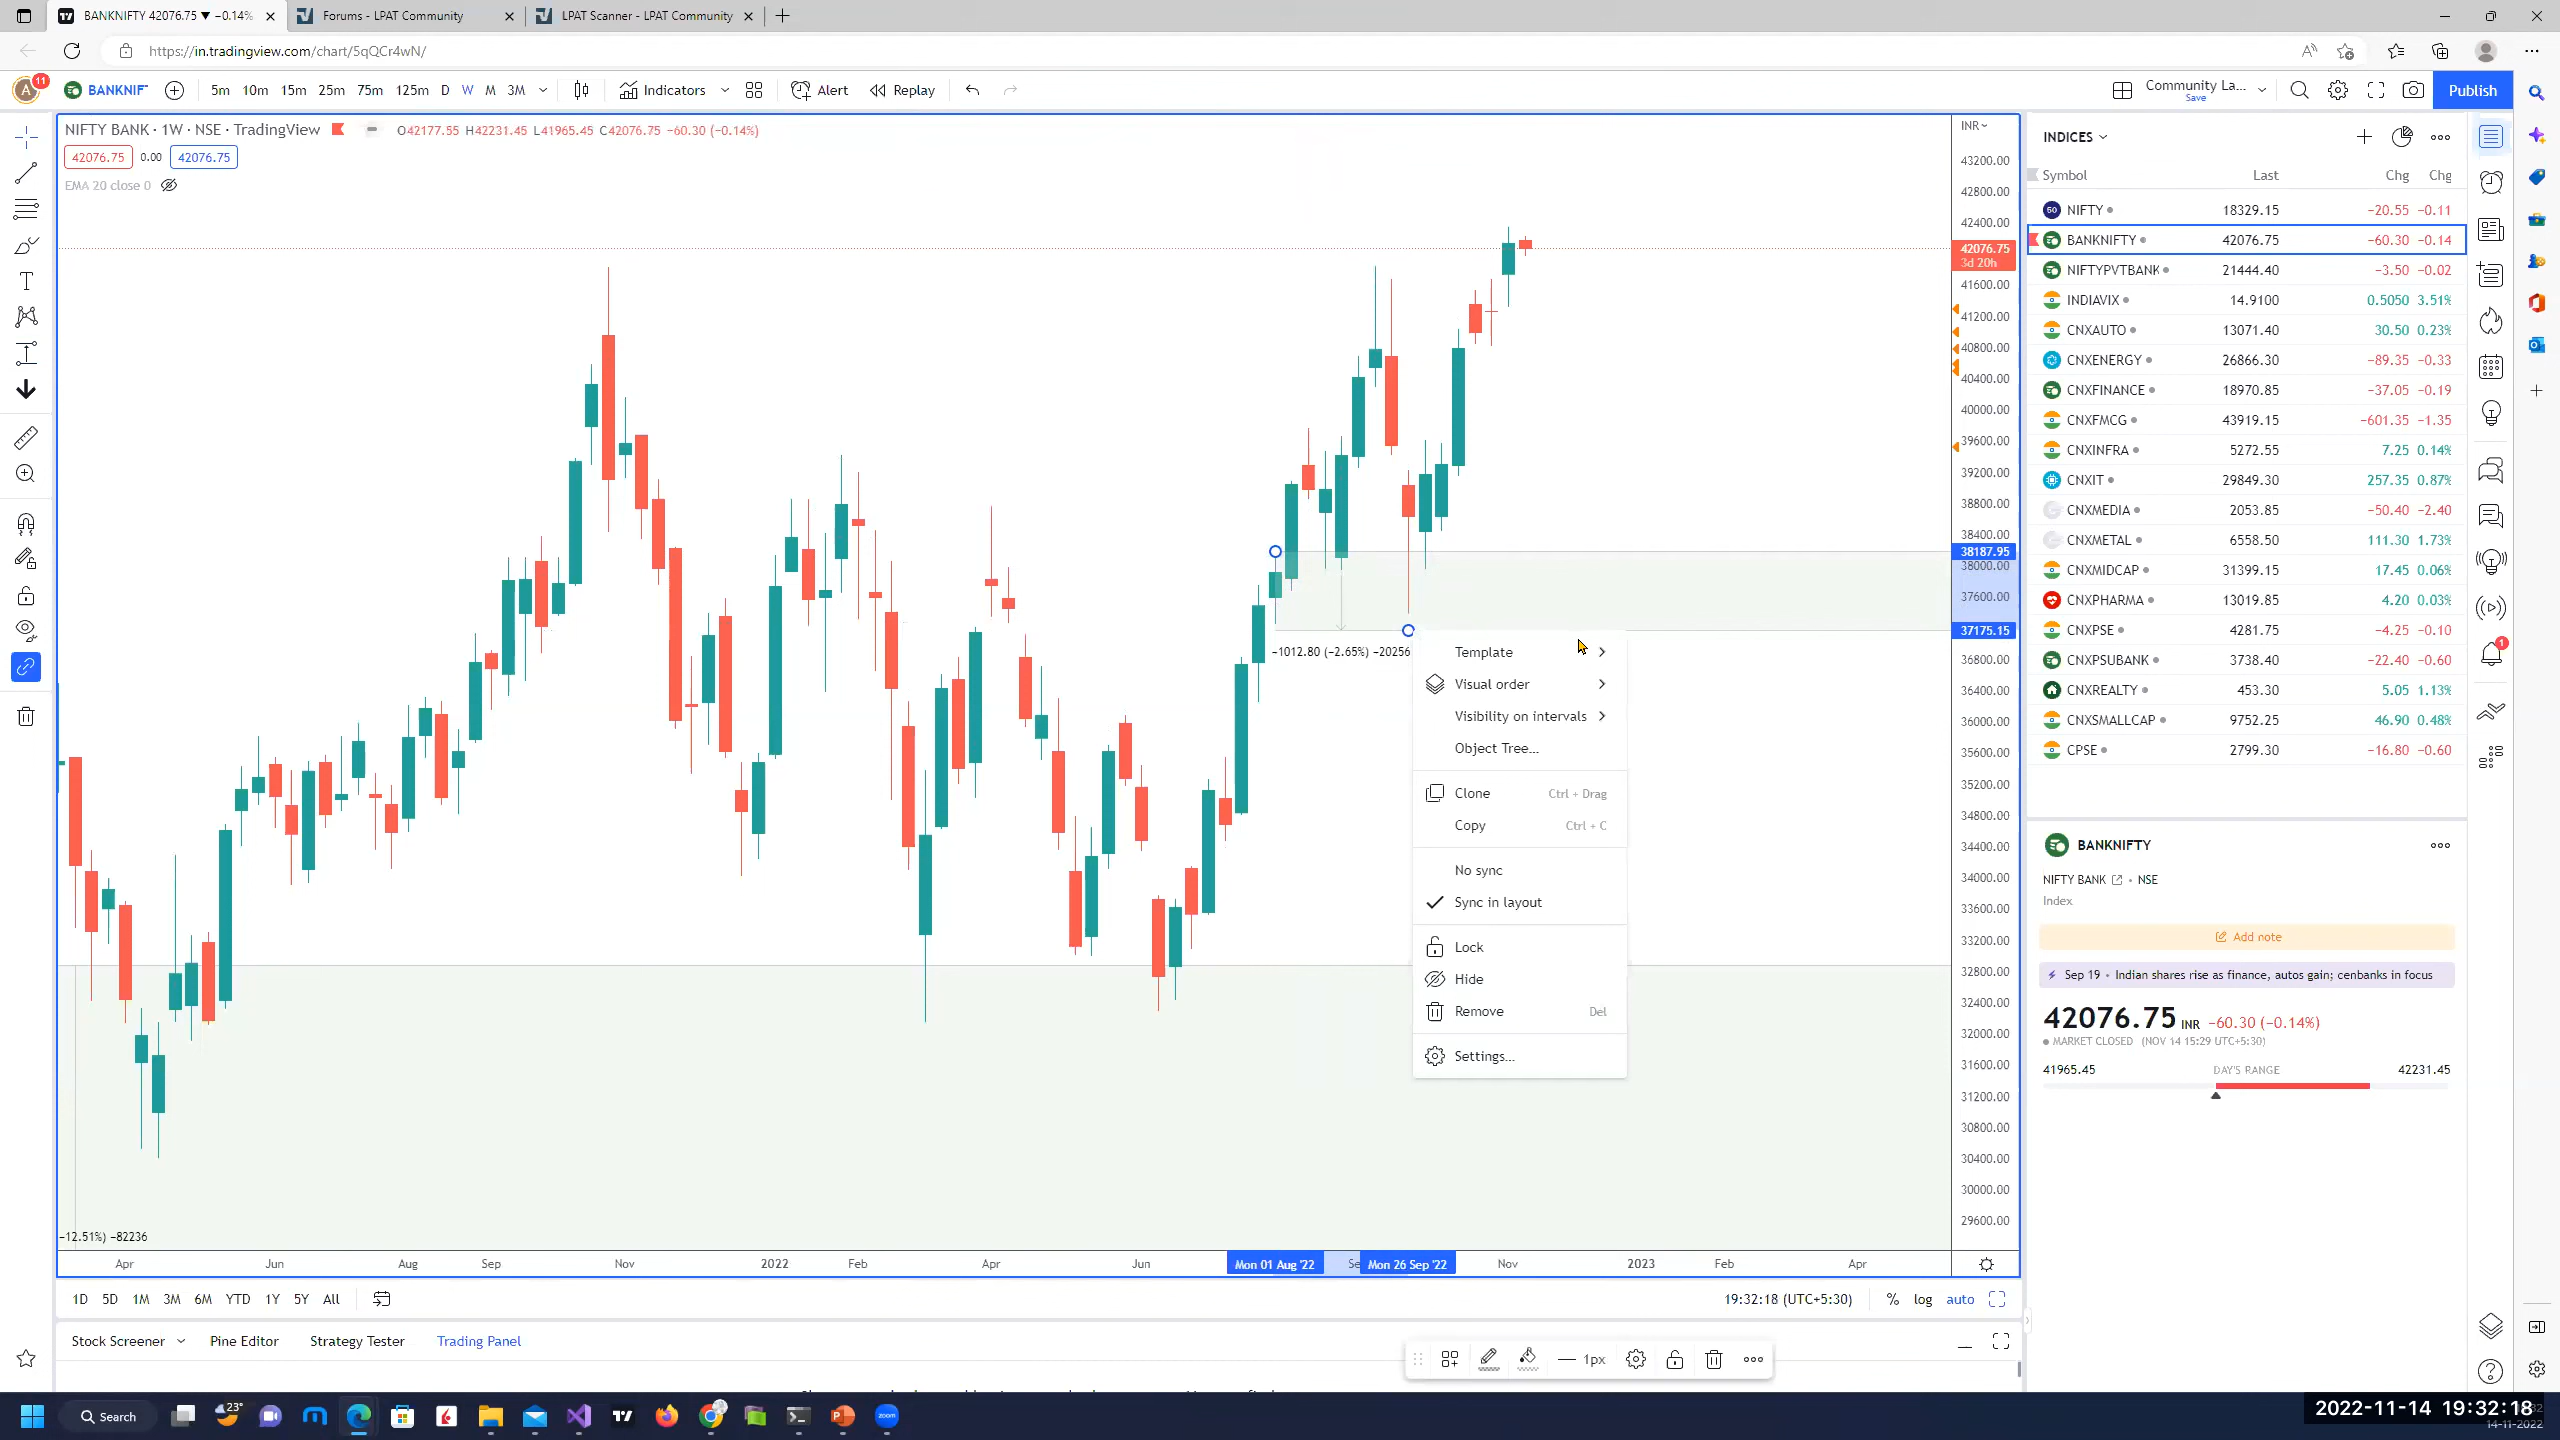 BANKNIFTY 42076.75 ▼ −0.14%
Forums - LPAT Community
LPAT Scanner - LPAT Community
https://in.tradingview.com/chart/5qQCr4wN/
A 11 BANKNIF 5m 10m 15m 25m 75m 125m D W M 3M Indicators Alert Replay
Community La...
Save
Publish
NIFTY BANK · 1W · NSE · TradingView O42177.55 H42231.45 L41965.45 C42076.75 −60.30 (−0.14%)
42076.75 0.00 42076.75
EMA 20 close 0
INR
43200.00
42800.00
42400.00
42076.75
3d 20h
41600.00
41200.00
40800.00
40400.00
40000.00
39600.00
39200.00
38800.00
38400.00
38187.95
38000.00
37600.00
37175.15
36800.00
36400.00
36000.00
35600.00
35200.00
34800.00
34400.00
34000.00
33600.00
33200.00
32800.00
32400.00
32000.00
31600.00
31200.00
30800.00
30400.00
30000.00
29600.00
−1012.80 (−2.65%) −20256
Template
Visual order
Visibility on intervals
Object Tree...
Clone Ctrl + Drag
Copy Ctrl + C
No sync
Sync in layout
Lock
Hide
Remove Del
Settings...
−12.51%) −82236
Apr Jun Aug Sep Nov 2022 Feb Apr Jun Mon 01 Aug '22 Se Mon 26 Sep '22 Nov 2023 Feb Apr
1D 5D 1M 3M 6M YTD 1Y 5Y All
19:32:18 (UTC+5:30) % log auto
Stock Screener Pine Editor Strategy Tester Trading Panel
1px
INDICES
Symbol Last Chg Chg
NIFTY 18329.15 −20.55 −0.11
BANKNIFTY 42076.75 −60.30 −0.14
NIFTYPVTBANK 21444.40 −3.50 −0.02
INDIAVIX 14.9100 0.5050 3.51%
CNXAUTO 13071.40 30.50 0.23%
CNXENERGY 26866.30 −89.35 −0.33
CNXFINANCE 18970.85 −37.05 −0.19
CNXFMCG 43919.15 −601.35 −1.35
CNXINFRA 5272.55 7.25 0.14%
CNXIT 29849.30 257.35 0.87%
CNXMEDIA 2053.85 −50.40 −2.40
CNXMETAL 6558.50 111.30 1.73%
CNXMIDCAP 31399.15 17.45 0.06%
CNXPHARMA 13019.85 4.20 0.03%
CNXPSE 4281.75 −4.25 −0.10
CNXPSUBANK 3738.40 −22.40 −0.60
CNXREALTY 453.30 5.05 1.13%
CNXSMALLCAP 9752.25 46.90 0.48%
CPSE 2799.30 −16.80 −0.60
BANKNIFTY
NIFTY BANK · NSE
Index
Add note
Sep 19 · Indian shares rise as finance, autos gain; cenbanks in focus
42076.75 INR −60.30 (−0.14%)
MARKET CLOSED (NOV 14 15:29 UTC+5:30)
41965.45 DAY'S RANGE 42231.45
1
Search
23°
zoom
2022-11-14 19:32:18
14-11-2022